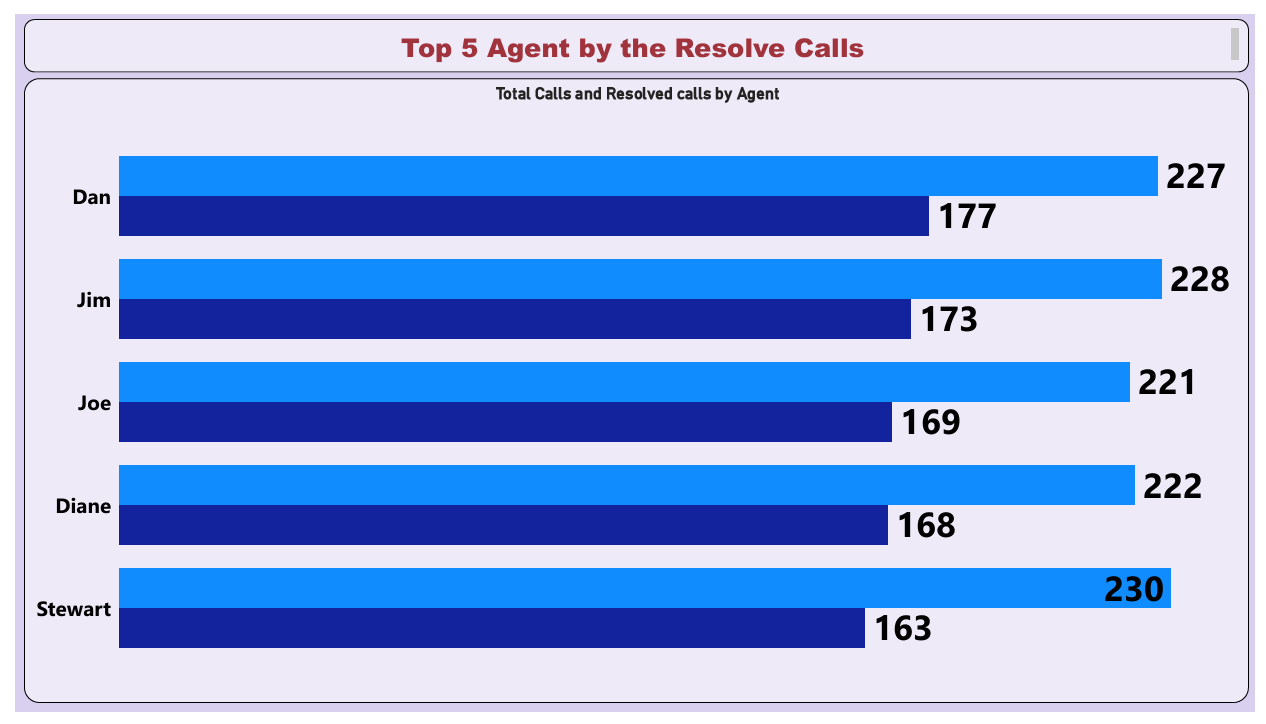 Top 5 Agent by the Resolve Calls
Total Calls and Resolved calls by Agent
Dan
227
177
Jim
228
173
Joe
221
169
Diane
222
168
Stewart
230
163